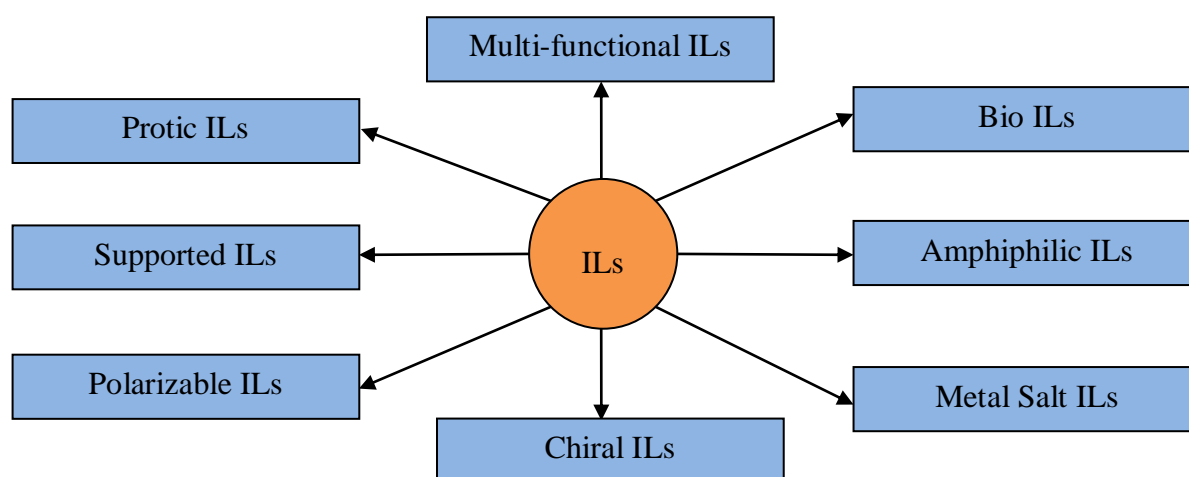 Multi-functional ILs
Protic ILs
Bio ILs
Supported ILs
ILs
Amphiphilic ILs
Polarizable ILs
Metal Salt ILs
Chiral ILs